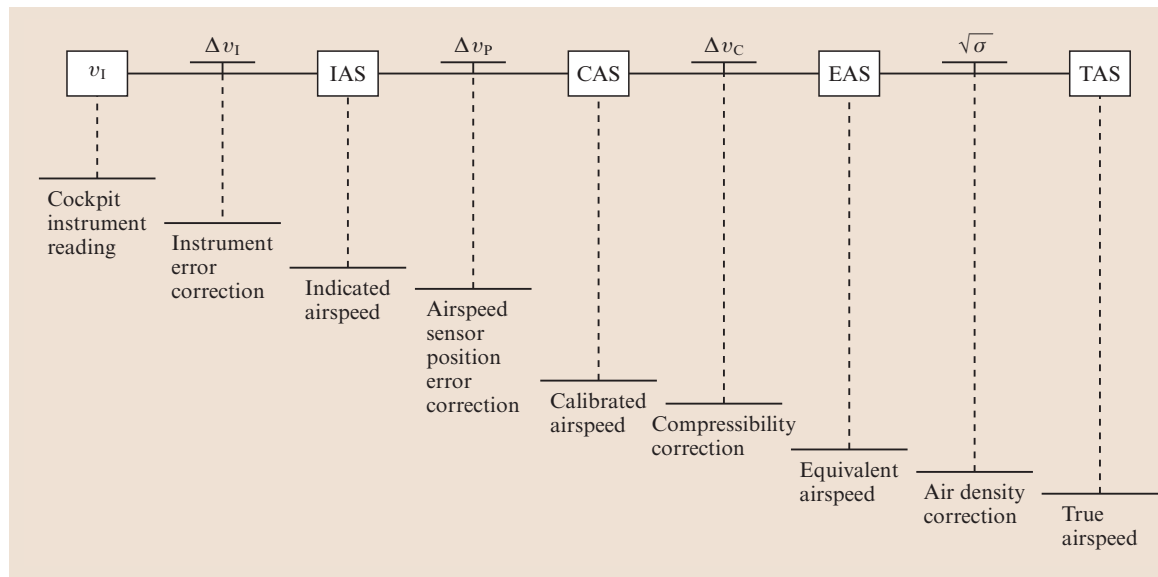 Δv_I
Δv_P
Δv_C
√σ
v_I
IAS
CAS
EAS
TAS
Cockpit
instrument
reading
Instrument
error
correction
Indicated
airspeed
Airspeed
sensor
position
error
correction
Calibrated
airspeed
Compressibility
correction
Equivalent
airspeed
Air density
correction
True
airspeed